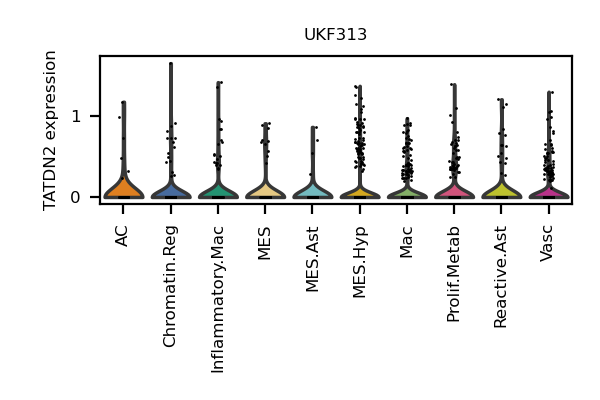 UKF313
TATDN2 expression
1
0
AC
Chromatin.Reg
Inflammatory.Mac
MES
MES.Ast
MES.Hyp
Mac
Prolif.Metab
Reactive.Ast
Vasc